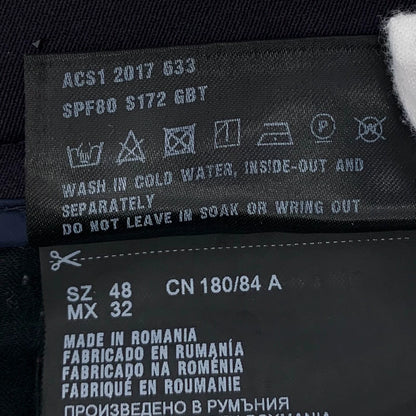 ACS1 2017 633
SPF80 S172 GBT
WASH IN COLD WATER, INSIDE-OUT AND
SEPARATELY
DO NOT LEAVE IN SOAK OR WRING OUT
SZ 48 CN 180/84 A
MX 32
MADE IN ROMANIA
FABRICADO EN RUMANÍA
FABRICADO NA ROMÉNIA
FABRIQUÉ EN ROUMANIE
ПРОИЗВЕДЕНО В РУМЪНИЯ